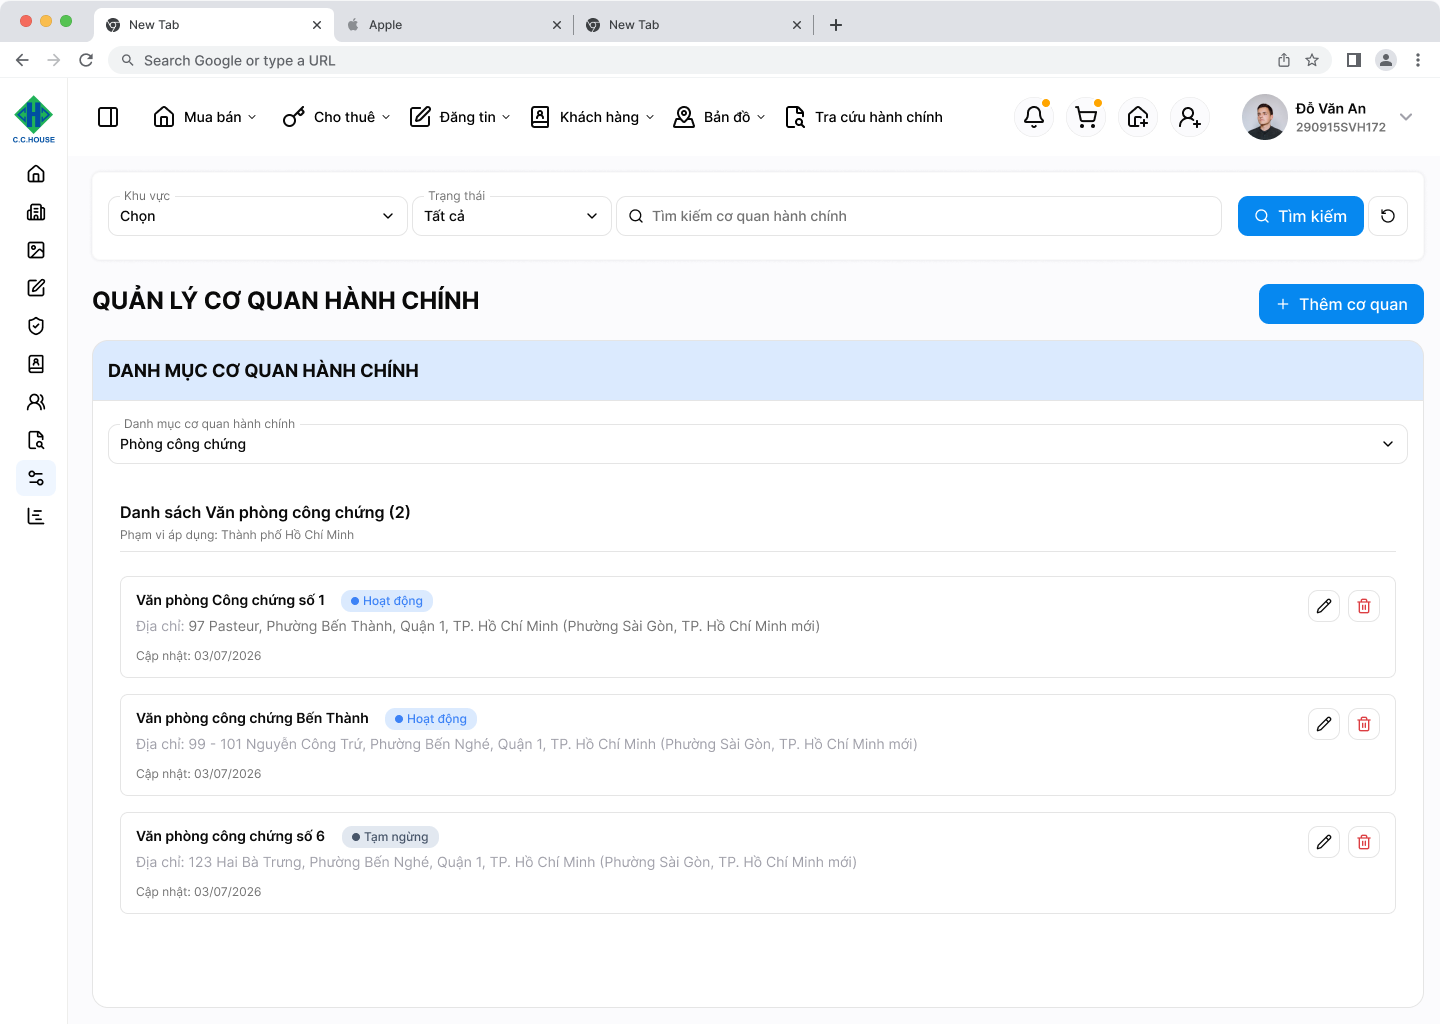 New Tab
Apple
New Tab
Search Google or type a URL
C.C.HOUSE
Mua bán
Cho thuê
Đăng tin
Khách hàng
Bản đồ
Tra cứu hành chính
Đỗ Văn An
290915SVH172
Khu vực
Chọn
Trạng thái
Tất cả
Tìm kiếm cơ quan hành chính
Tìm kiếm
QUẢN LÝ CƠ QUAN HÀNH CHÍNH
Thêm cơ quan
DANH MỤC CƠ QUAN HÀNH CHÍNH
Danh mục cơ quan hành chính
Phòng công chứng
Danh sách Văn phòng công chứng (2)
Phạm vi áp dụng: Thành phố Hồ Chí Minh
Văn phòng Công chứng số 1
Hoạt động
Địa chỉ: 97 Pasteur, Phường Bến Thành, Quận 1, TP. Hồ Chí Minh (Phường Sài Gòn, TP. Hồ Chí Minh mới)
Cập nhật: 03/07/2026
Văn phòng công chứng Bến Thành
Hoạt động
Địa chỉ: 99 - 101 Nguyễn Công Trứ, Phường Bến Nghé, Quận 1, TP. Hồ Chí Minh (Phường Sài Gòn, TP. Hồ Chí Minh mới)
Cập nhật: 03/07/2026
Văn phòng công chứng số 6
Tạm ngừng
Địa chỉ: 123 Hai Bà Trưng, Phường Bến Nghé, Quận 1, TP. Hồ Chí Minh (Phường Sài Gòn, TP. Hồ Chí Minh mới)
Cập nhật: 03/07/2026